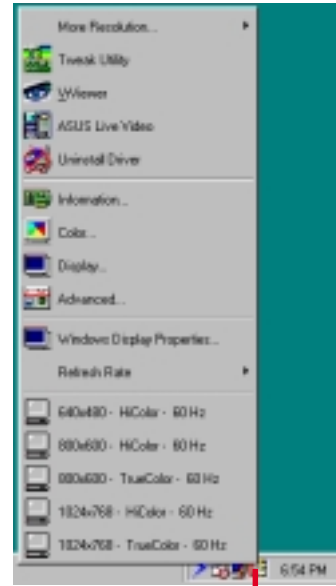 More Resolution...
Tweak Utility
VViewer
ASUS Live Video
Uninstall Driver
Information...
Color...
Display...
Advanced...
Windows Display Properties...
Refresh Rate
640x480 - HiColor - 60 Hz
800x600 - HiColor - 60 Hz
800x600 - TrueColor - 60 Hz
1024x768 - HiColor - 60 Hz
1024x768 - TrueColor - 60 Hz
6:54 PM